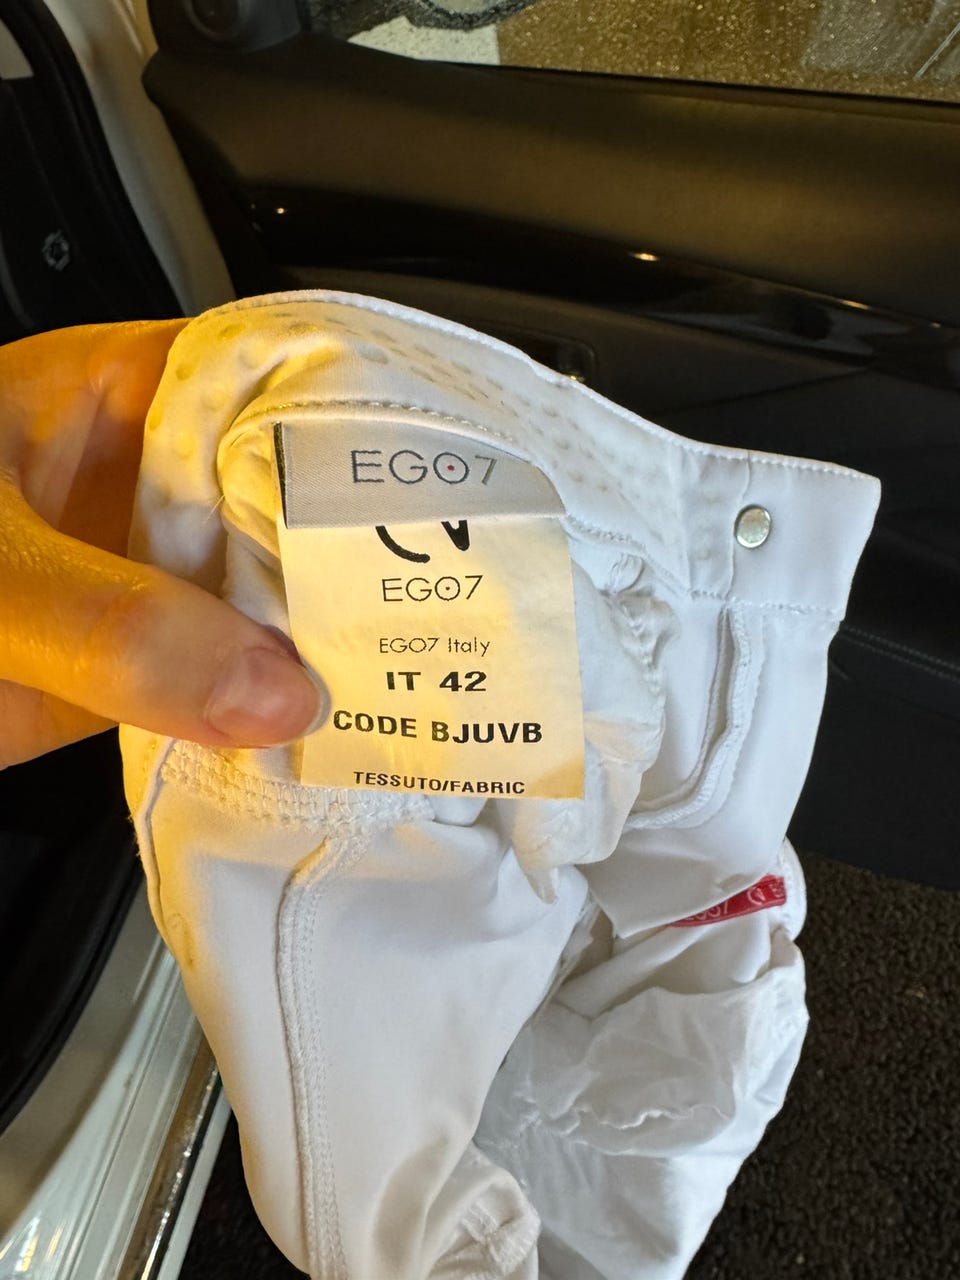 EGO7
EGO7
EGO7 Italy
IT 42
CODE BJUVB
TESSUTO/FABRIC